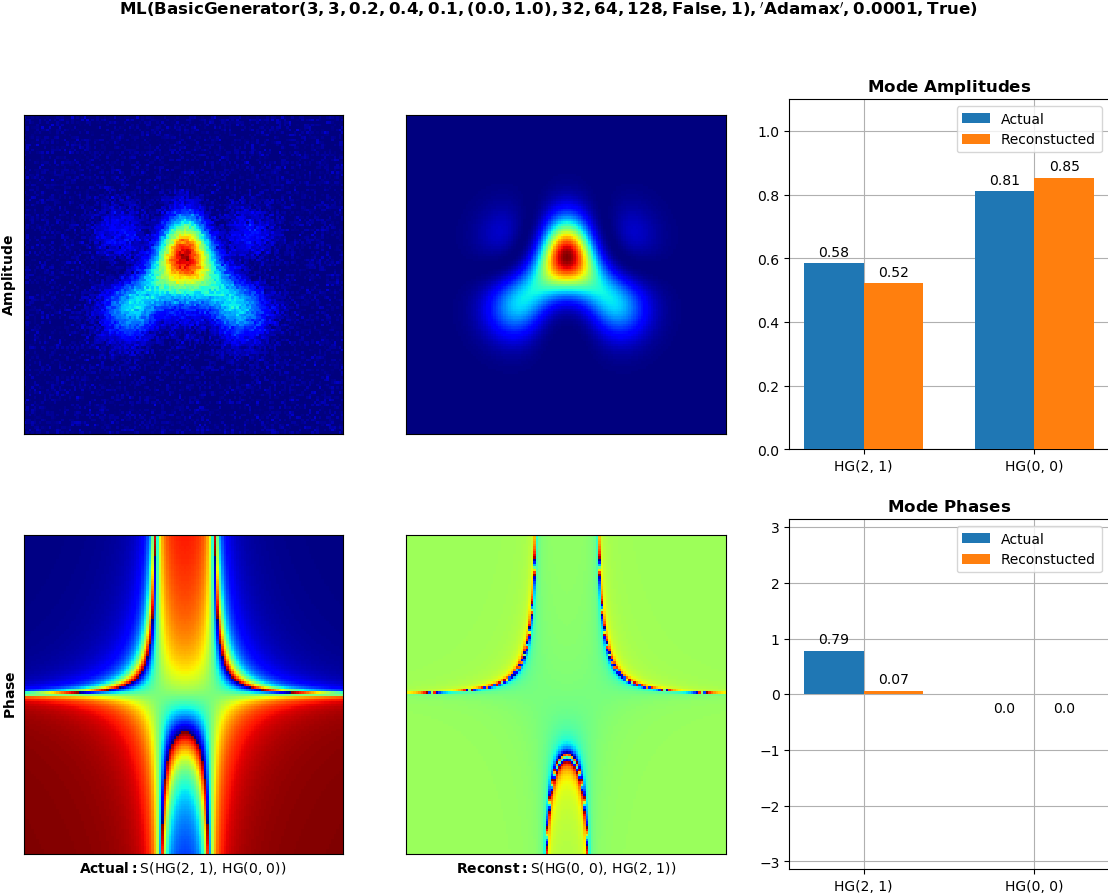 ML(BasicGenerator(3, 3, 0.2, 0.4, 0.1, (0.0, 1.0), 32, 64, 128, False, 1), ′Adamax′, 0.0001, True)
Amplitude
Mode Amplitudes
Actual
Reconstucted
1.0
0.8
0.6
0.4
0.2
0.0
0.58
0.52
0.81
0.85
HG(2, 1)
HG(0, 0)
Phase
Actual: S(HG(2, 1), HG(0, 0))
Reconst: S(HG(0, 0), HG(2, 1))
Mode Phases
Actual
Reconstucted
3
2
1
0
−1
−2
−3
0.79
0.07
0.0
0.0
HG(2, 1)
HG(0, 0)